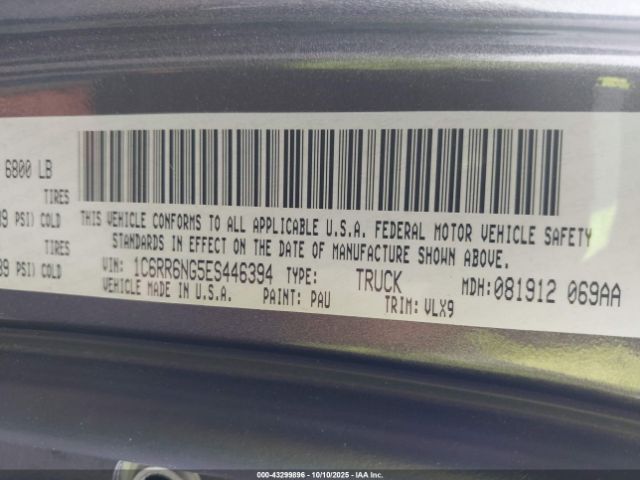 6800 LB
TIRES
PSI) COLD
TIRES
PSI) COLD
THIS VEHICLE CONFORMS TO ALL APPLICABLE U.S.A. FEDERAL MOTOR VEHICLE SAFETY
STANDARDS IN EFFECT ON THE DATE OF MANUFACTURE SHOWN ABOVE.
VIN: 1C6RR6NG5ES446394 TYPE: TRUCK MDH: 081912 069AA
VEHICLE MADE IN U.S.A. PAINT: PAU TRIM: VLX9
000-43299896 - 10/10/2025 - IAA, Inc.